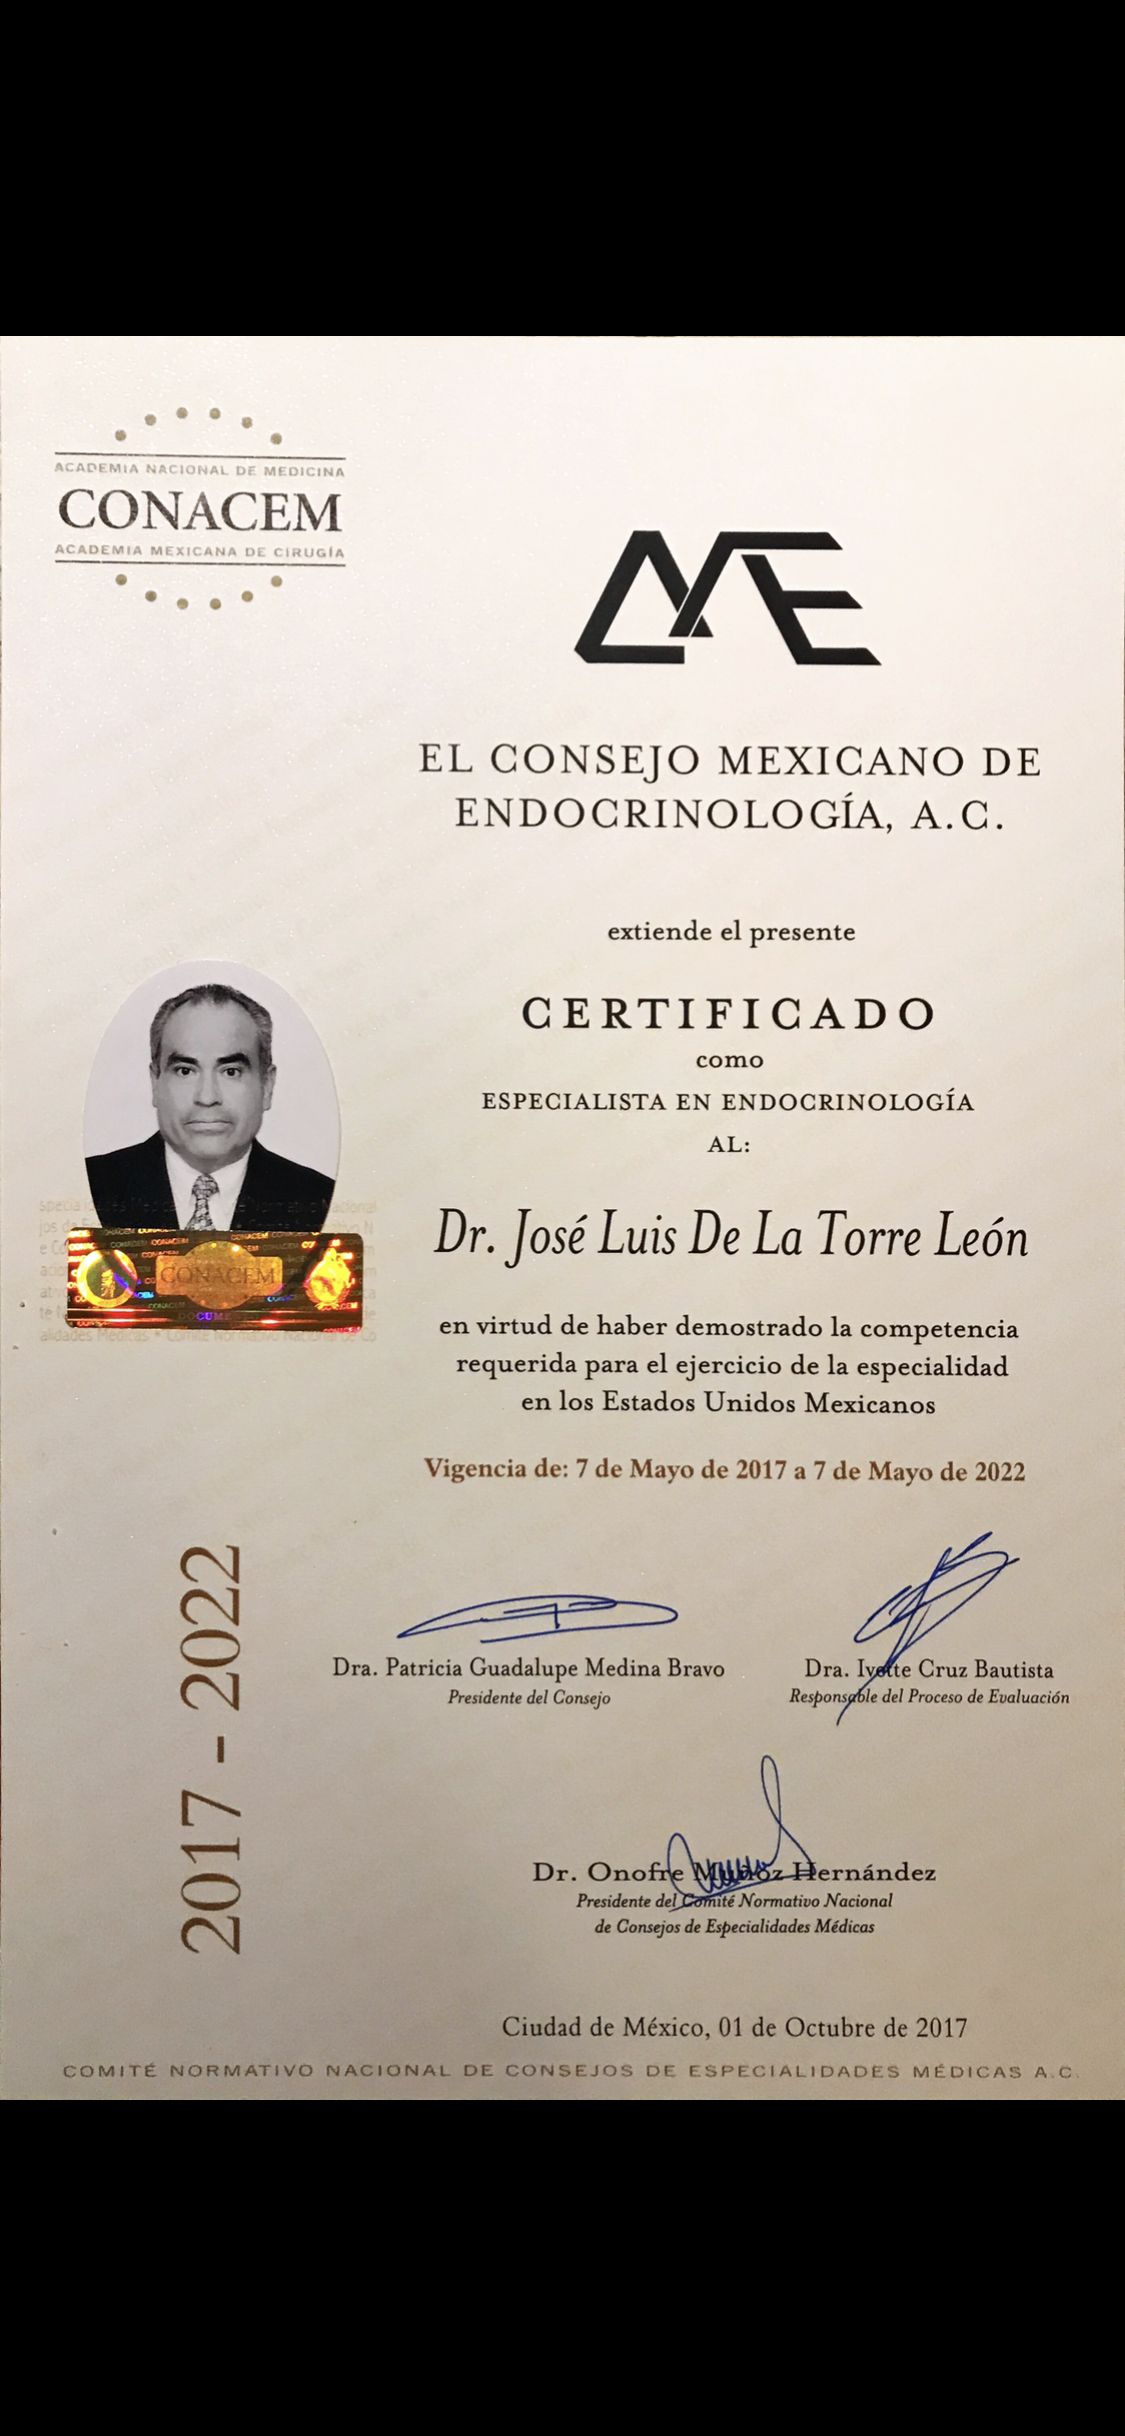 ACADEMIA NACIONAL DE MEDICINA
CONACEM
ACADEMIA MEXICANA DE CIRUGÍA
EL CONSEJO MEXICANO DE
ENDOCRINOLOGÍA, A.C.
extiende el presente
CERTIFICADO
como
ESPECIALISTA EN ENDOCRINOLOGÍA
AL:
Dr. José Luis De La Torre León
CONACEM
en virtud de haber demostrado la competencia
requerida para el ejercicio de la especialidad
en los Estados Unidos Mexicanos
Vigencia de: 7 de Mayo de 2017 a 7 de Mayo de 2022
2017 - 2022
Dra. Patricia Guadalupe Medina Bravo
Presidente del Consejo
Dra. Ivette Cruz Bautista
Responsable del Proceso de Evaluación
Dr. Onofre Muñoz Hernández
Presidente del Comité Normativo Nacional
de Consejos de Especialidades Médicas
Ciudad de México, 01 de Octubre de 2017
COMITÉ NORMATIVO NACIONAL DE CONSEJOS DE ESPECIALIDADES MÉDICAS A.C.